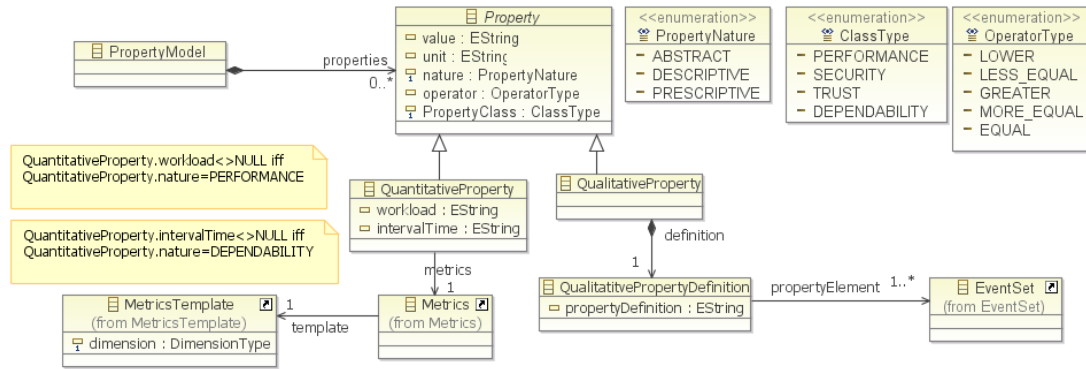 PropertyModel
properties
0..*
Property
value : EString
unit : EString
nature : PropertyNature
operator : OperatorType
PropertyClass : ClassType
<<enumeration>>
PropertyNature
ABSTRACT
DESCRIPTIVE
PRESCRIPTIVE
<<enumeration>>
ClassType
PERFORMANCE
SECURITY
TRUST
DEPENDABILITY
<<enumeration>>
OperatorType
LOWER
LESS_EQUAL
GREATER
MORE_EQUAL
EQUAL
QuantitativeProperty.workload<>NULL iff
QuantitativeProperty.nature=PERFORMANCE
QuantitativeProperty.intervalTime<>NULL iff
QuantitativeProperty.nature=DEPENDABILITY
QuantitativeProperty
workload : EString
intervalTime : EString
QualitativeProperty
definition
1
metrics
1
MetricsTemplate
(from MetricsTemplate)
dimension : DimensionType
1
template
Metrics
(from Metrics)
QualitativePropertyDefinition
propertyDefinition : EString
propertyElement
1..*
EventSet
(from EventSet)